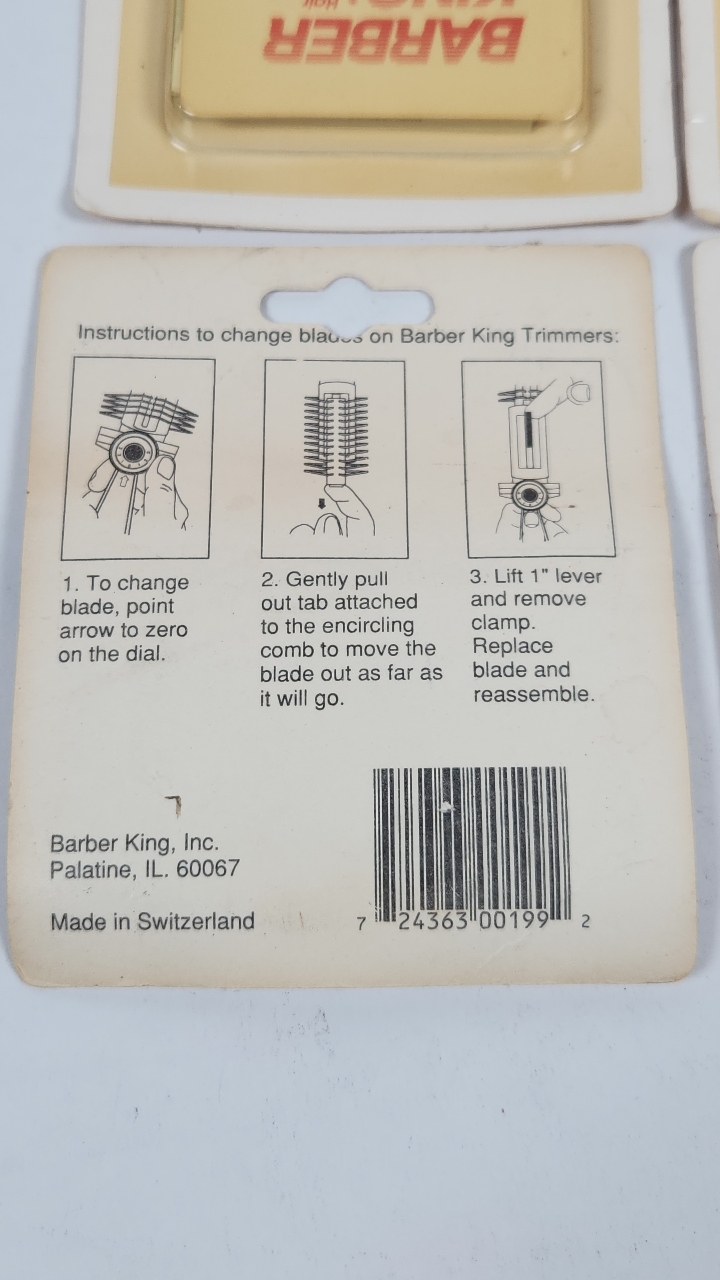 BARBER
KING
Hair
Instructions to change blades on Barber King Trimmers:
1. To change
blade, point
arrow to zero
on the dial.
2. Gently pull
out tab attached
to the encircling
comb to move the
blade out as far as
it will go.
3. Lift 1" lever
and remove
clamp.
Replace
blade and
reassemble.
Barber King, Inc.
Palatine, IL. 60067
Made in Switzerland
7 24363 00199 2